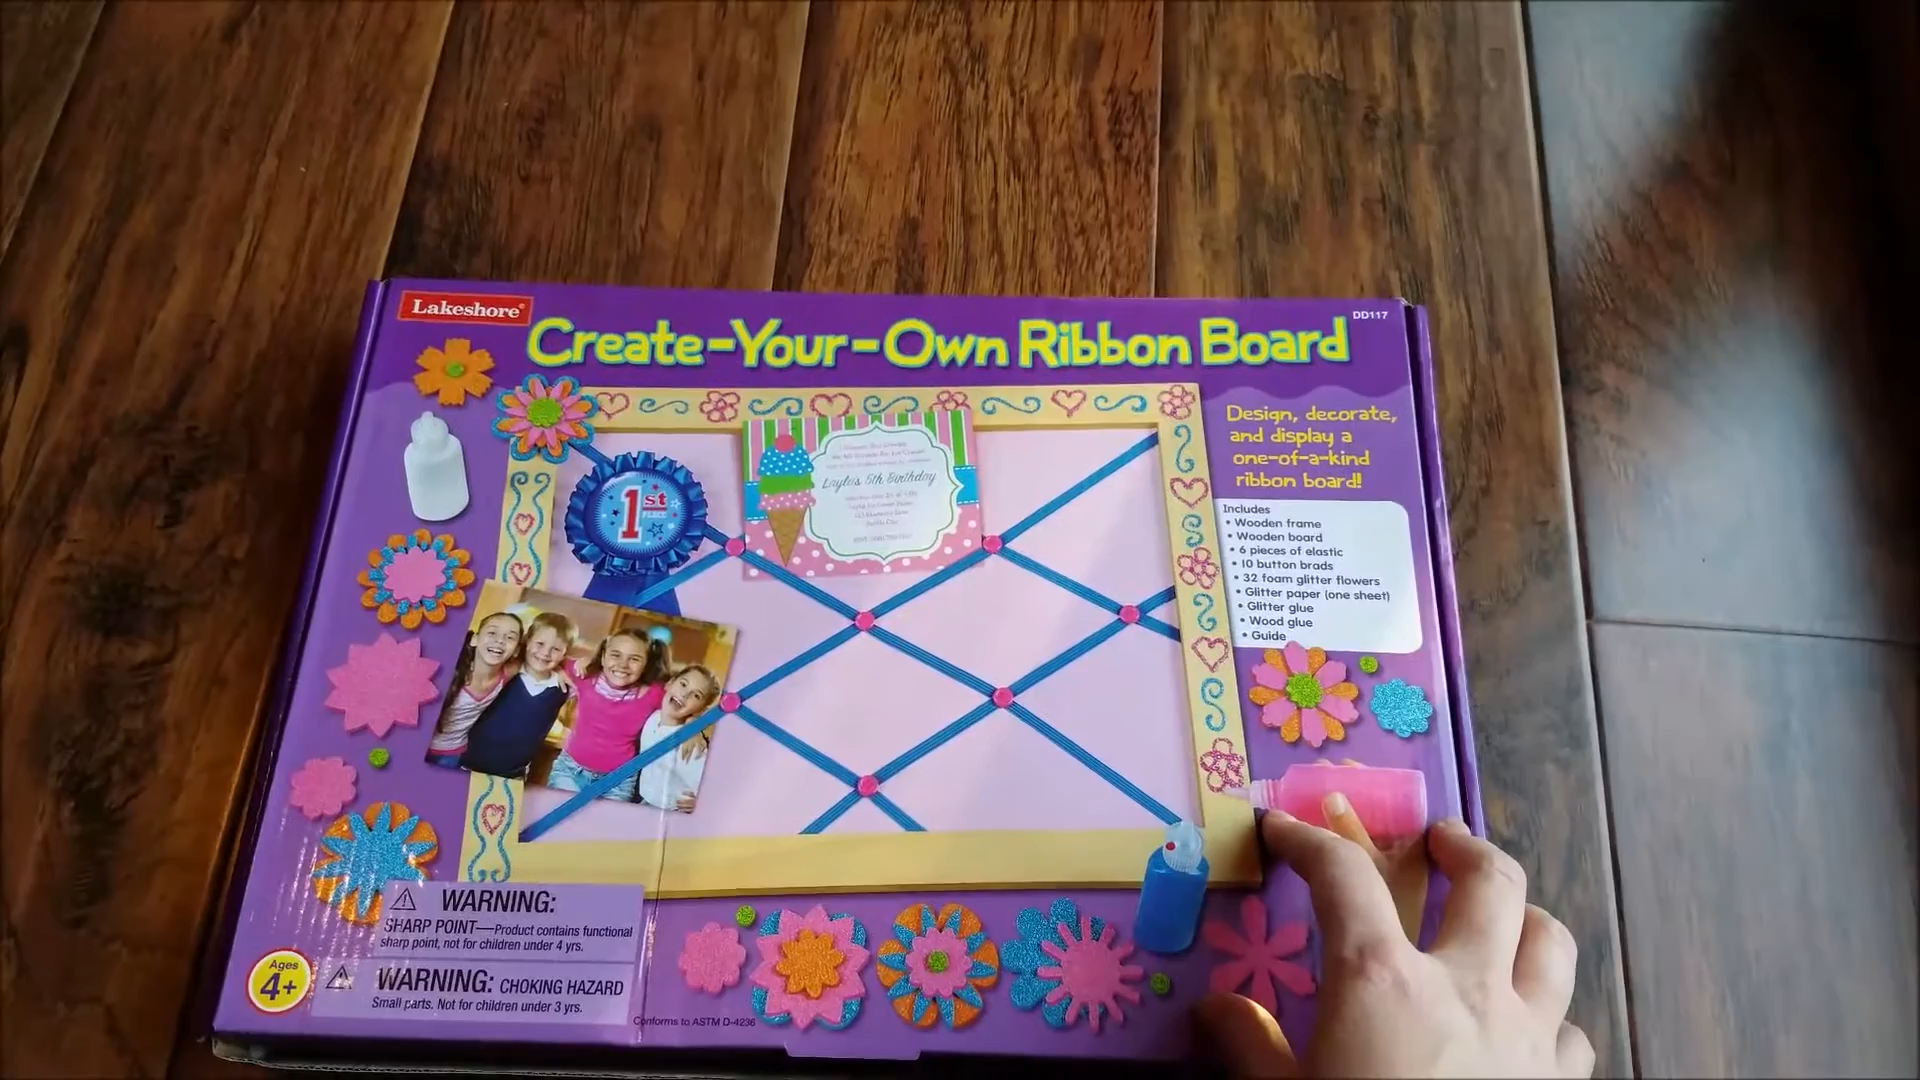 Lakeshore®
Create-Your-Own Ribbon Board
DD117
Design, decorate,
and display a
one-of-a-kind
ribbon board!
Includes
• Wooden frame
• Wooden board
• 6 pieces of elastic
• 10 button brads
• 32 foam glitter flowers
• Glitter paper (one sheet)
• Glitter glue
• Wood glue
• Guide
1st
PLACE
Layla's 5th Birthday
WARNING:
SHARP POINT—Product contains functional
sharp point, not for children under 4 yrs.
Ages
4+
WARNING: CHOKING HAZARD
Small parts. Not for children under 3 yrs.
Conforms to ASTM D-4236